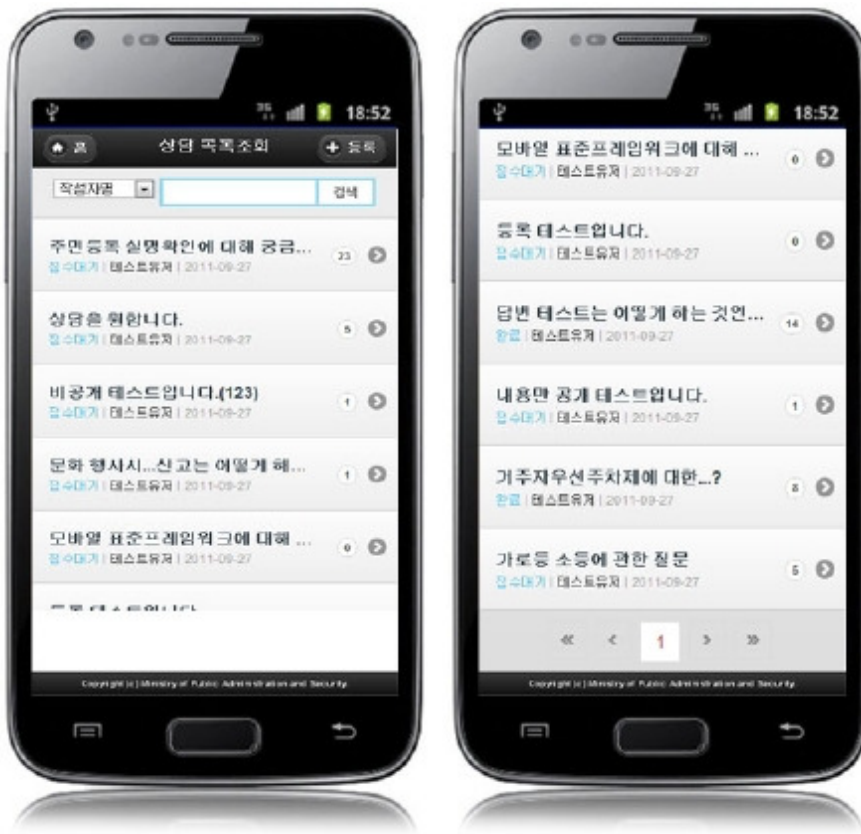 3G 18:52
홈 상담 목록조회 등록
작성자명 검색
주민등록 실명확인에 대해 궁금... 23
접수대기 | 테스트유저 | 2011-09-27
상담을 원합니다. 5
접수대기 | 테스트유저 | 2011-09-27
비공개 테스트입니다.(123) 1
접수대기 | 테스트유저 | 2011-09-27
문화 행사시...신고는 어떻게 해... 1
접수대기 | 테스트유저 | 2011-09-27
모바일 표준프레임워크에 대해 ... 0
접수대기 | 테스트유저 | 2011-09-27
Copyright (c) Ministry of Public Administration and Security.
3G 18:52
모바일 표준프레임워크에 대해 ... 0
접수대기 | 테스트유저 | 2011-09-27
등록 테스트입니다. 0
접수대기 | 테스트유저 | 2011-09-27
답변 테스트는 어떻게 하는 것인... 14
완료 | 테스트유저 | 2011-09-27
내용만 공개 테스트입니다. 1
접수대기 | 테스트유저 | 2011-09-27
거주자우선주차제에 대한...? 8
완료 | 테스트유저 | 2011-09-27
가로등 소등에 관한 질문 5
접수대기 | 테스트유저 | 2011-09-27
« < 1 > »
Copyright (c) Ministry of Public Administration and Security.